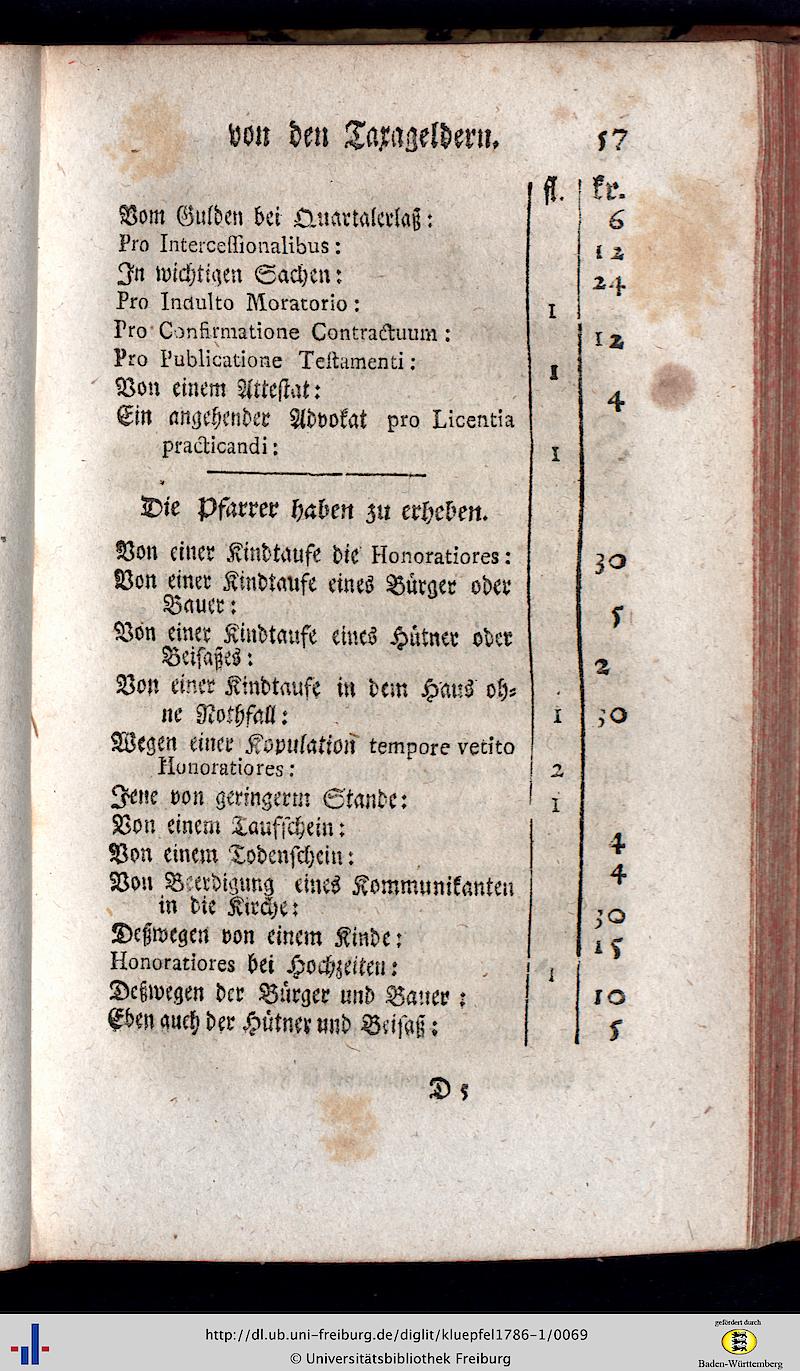 von den Taxageldern. 57
fl. kr.
Vom Gulden bei Quartalerlaß: 6
Pro Intercessionalibus: 12
In wichtigen Sachen: 24
Pro Indulto Moratorio: 1
Pro Confirmatione Contractuum: 12
Pro Publicatione Testamenti: 1
Von einem Attestat: 4
Ein angehender Advokat pro Licentia
practicandi: 1
Die Pfarrer haben zu erheben.
Von einer Kindtaufe die Honoratiores: 30
Von einer Kindtaufe eines Bürger oder
Bauer: 5
Von einer Kindtaufe eines Hütner oder
Beisaßes: 2
Von einer Kindtaufe in dem Haus oh=
ne Nothfall: 1 30
Wegen einer Kopulation tempore vetito
Honoratiores: 2
Jene von geringerm Stande: 1
Von einem Taufschein: 4
Von einem Todenschein: 4
Von Beerdigung eines Kommunikanten
in die Kirche: 30
Deßwegen von einem Kinde: 15
Honoratiores bei Hochzeiten: 1
Deßwegen der Bürger und Bauer: 10
Eben auch der Hütner und Beisaß: 5
D 5
http://dl.ub.uni-freiburg.de/diglit/kluepfel1786-1/0069
© Universitätsbibliothek Freiburg
gefördert durch
Baden-Württemberg